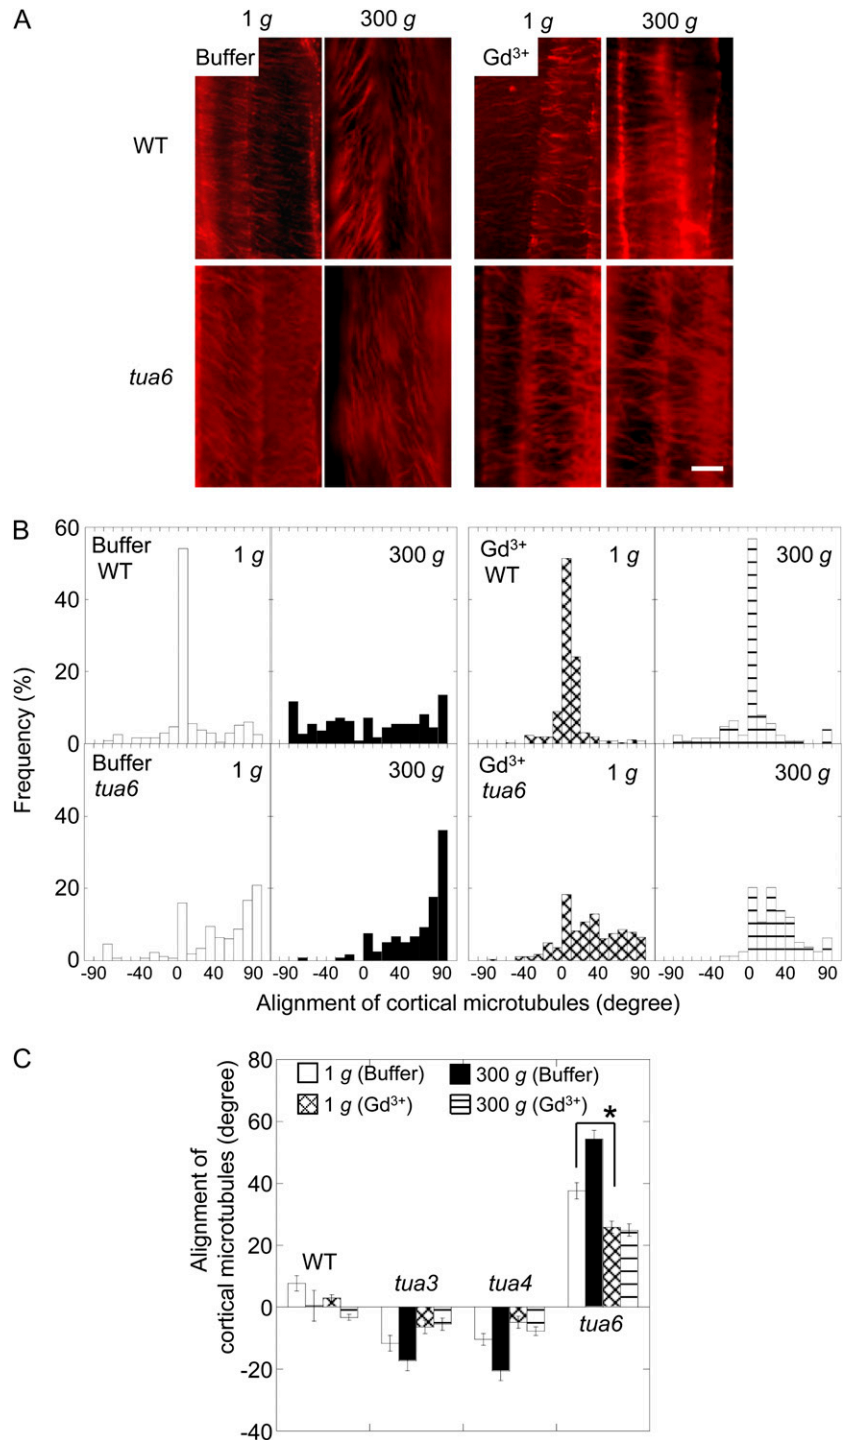 A
1 g
300 g
1 g
300 g
Buffer
Gd³⁺
WT
tua6
B
60
40
20
0
40
20
0
Frequency (%)
Buffer
WT
1 g
300 g
Gd³⁺
WT
1 g
300 g
Buffer
tua6
1 g
300 g
Gd³⁺
tua6
1 g
300 g
-90 -40 0 40 90
-90 -40 0 40 90
-90 -40 0 40 90
-90 -40 0 40 90
Alignment of cortical microtubules (degree)
C
Alignment of
cortical microtubules (degree)
80
60
40
20
0
-20
-40
1 g (Buffer)
300 g (Buffer)
1 g (Gd³⁺)
300 g (Gd³⁺)
*
WT
tua3
tua4
tua6